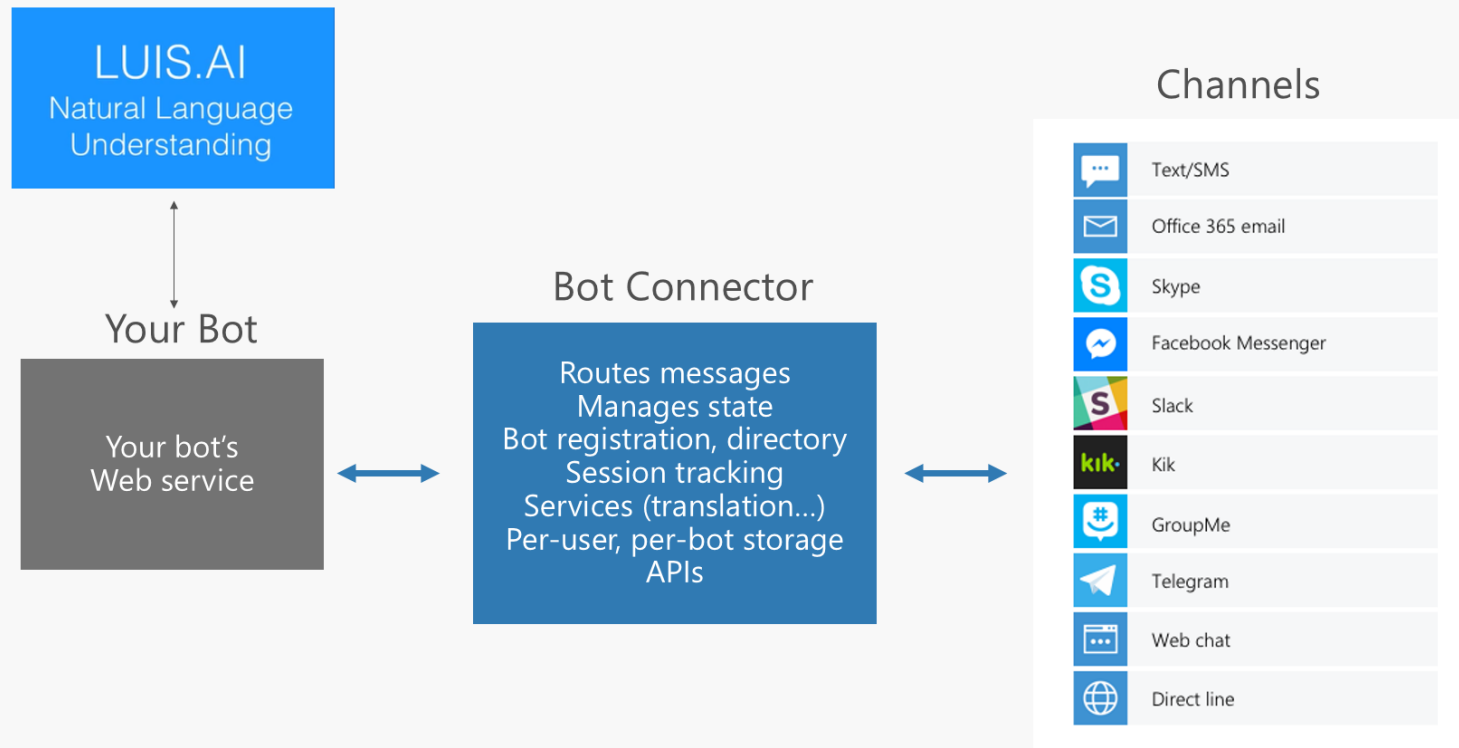 LUIS.AI
Natural Language
Understanding
Your Bot
Your bot's
Web service
Bot Connector
Routes messages
Manages state
Bot registration, directory
Session tracking
Services (translation...)
Per-user, per-bot storage
APIs
Channels
Text/SMS
Office 365 email
S
Skype
Facebook Messenger
S
Slack
kik.
Kik
#
GroupMe
Telegram
Web chat
Direct line